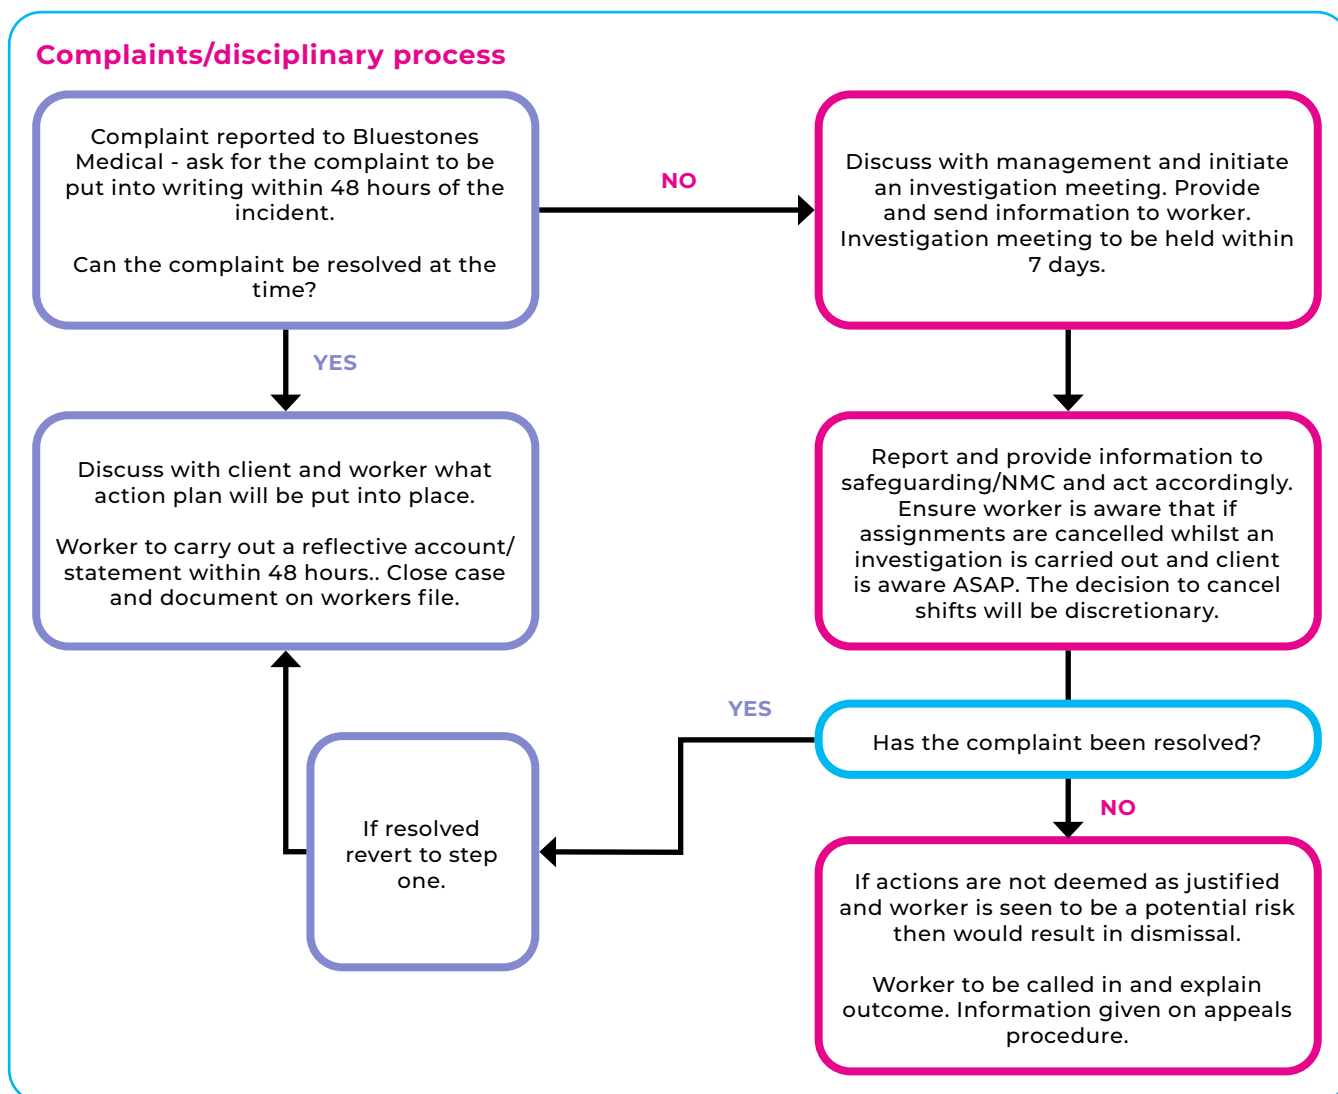 Complaints/disciplinary process
Complaint reported to Bluestones
Medical - ask for the complaint to be
put into writing within 48 hours of the
incident.
Can the complaint be resolved at the
time?
NO
Discuss with management and initiate
an investigation meeting. Provide
and send information to worker.
Investigation meeting to be held within
7 days.
YES
Discuss with client and worker what
action plan will be put into place.
Worker to carry out a reflective account/
statement within 48 hours.. Close case
and document on workers file.
Report and provide information to
safeguarding/NMC and act accordingly.
Ensure worker is aware that if
assignments are cancelled whilst an
investigation is carried out and client
is aware ASAP. The decision to cancel
shifts will be discretionary.
Has the complaint been resolved?
YES
If resolved
revert to step
one.
NO
If actions are not deemed as justified
and worker is seen to be a potential risk
then would result in dismissal.
Worker to be called in and explain
outcome. Information given on appeals
procedure.